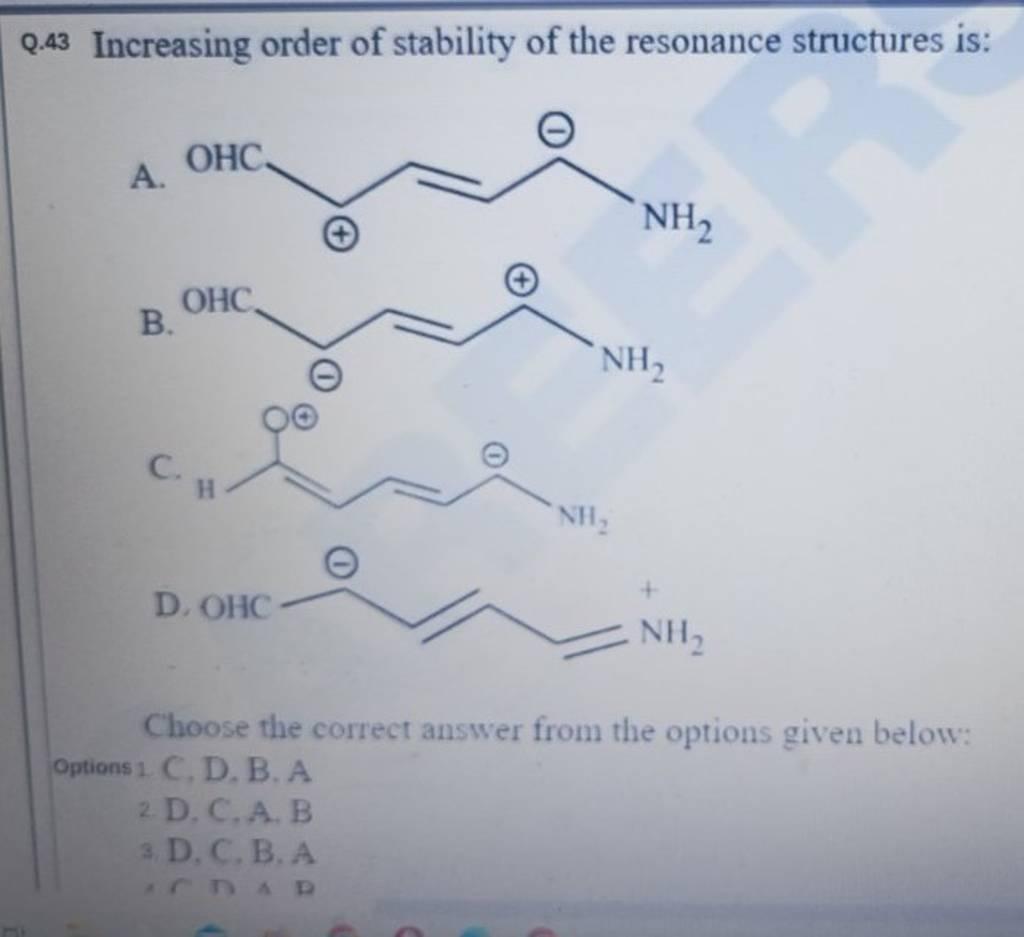 Q.43 Increasing order of stability of the resonance structures is:
A. OHC ⊕ ⊖ NH₂
B. OHC ⊖ ⊕ NH₂
C. H O⊕ ⊖ NH₂
D. OHC ⊖ + NH₂
Choose the correct answer from the options given below:
Options 1. C, D, B, A
2. D, C, A, B
3. D, C, B, A